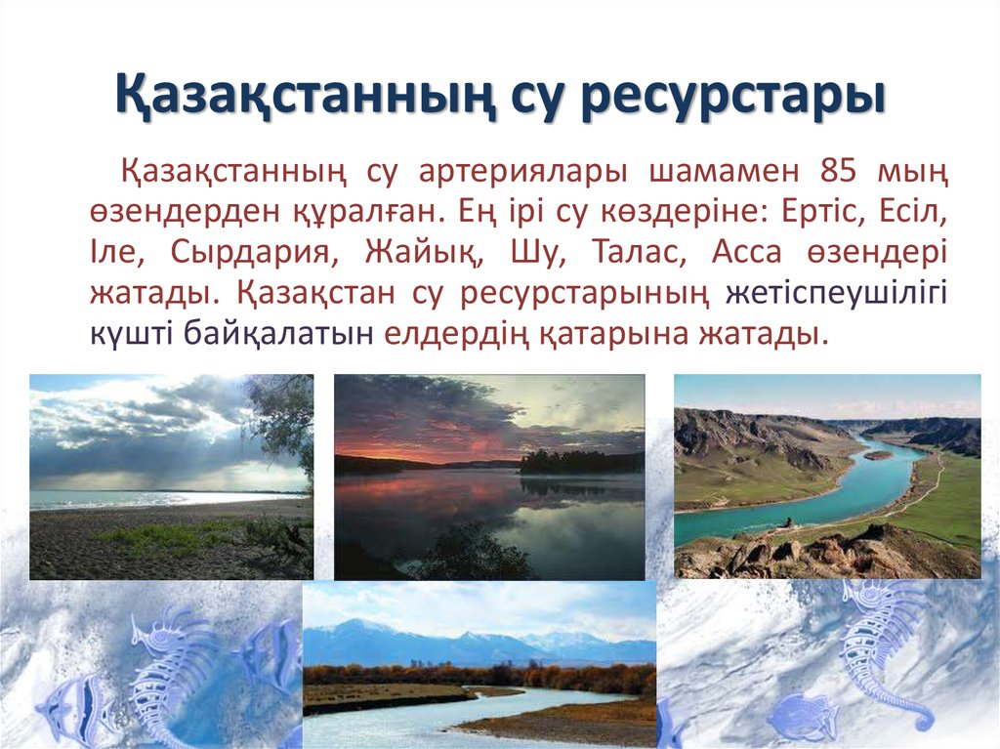 Қазақстанның су ресурстары
Қазақстанның су артериялары шамамен 85 мың
өзендерден құралған. Ең ірі су көздеріне: Ертіс, Есіл,
Іле, Сырдария, Жайық, Шу, Талас, Асса өзендері
жатады. Қазақстан су ресурстарының жетіспеушілігі
күшті байқалатын елдердің қатарына жатады.